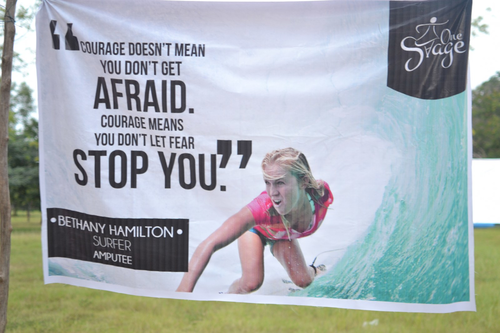 One
Stage
“COURAGE DOESN'T MEAN
YOU DON'T GET
AFRAID.
COURAGE MEANS
YOU DON'T LET FEAR
STOP YOU.”
• BETHANY HAMILTON •
SURFER
AMPUTEE